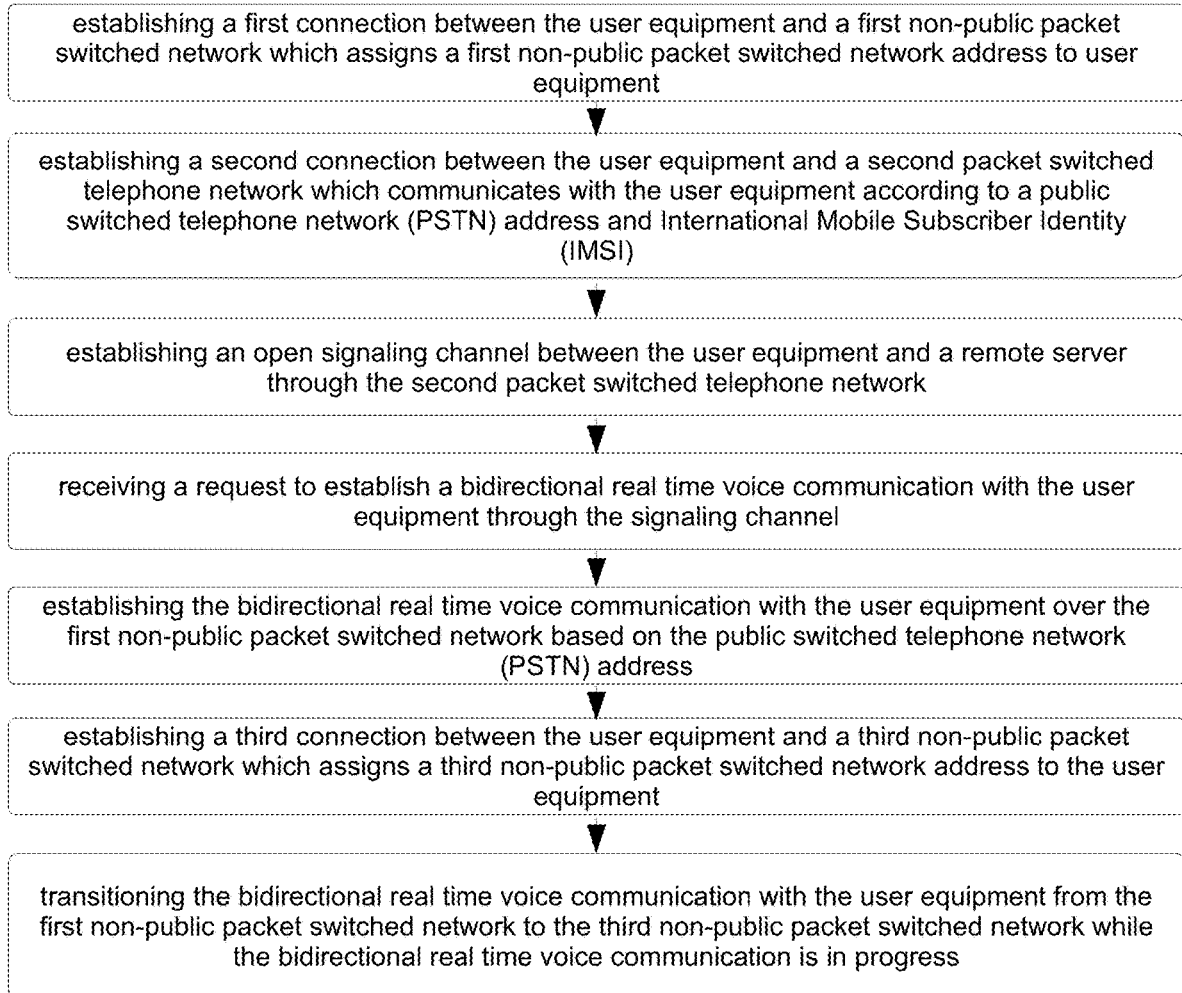 establishing a first connection between the user equipment and a first non-public packet
switched network which assigns a first non-public packet switched network address to user
equipment
establishing a second connection between the user equipment and a second packet switched
telephone network which communicates with the user equipment according to a public
switched telephone network (PSTN) address and International Mobile Subscriber Identity
(IMSI)
establishing an open signaling channel between the user equipment and a remote server
through the second packet switched telephone network
receiving a request to establish a bidirectional real time voice communication with the user
equipment through the signaling channel
establishing the bidirectional real time voice communication with the user equipment over the
first non-public packet switched network based on the public switched telephone network
(PSTN) address
establishing a third connection between the user equipment and a third non-public packet
switched network which assigns a third non-public packet switched network address to the user
equipment
transitioning the bidirectional real time voice communication with the user equipment from the
first non-public packet switched network to the third non-public packet switched network while
the bidirectional real time voice communication is in progress